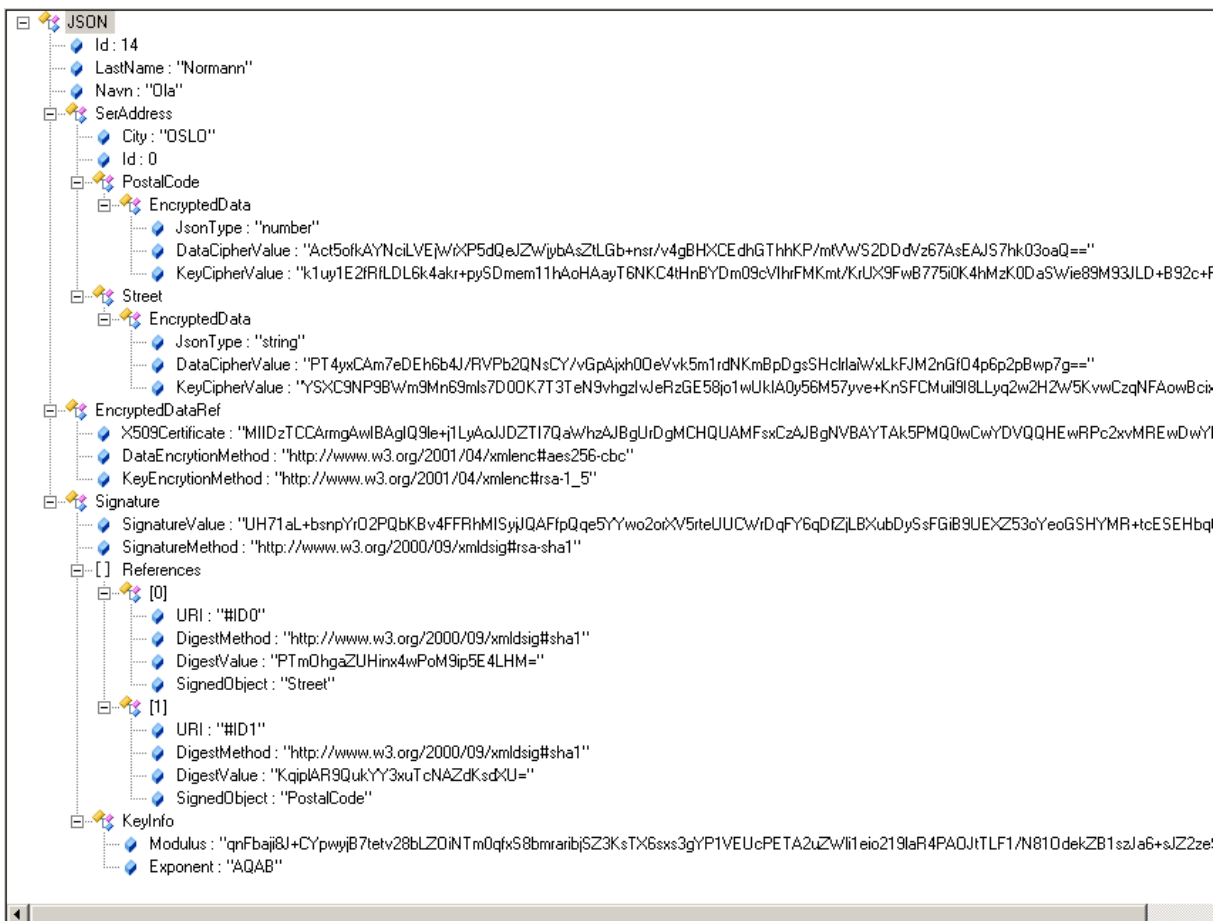 JSON
Id : 14
LastName : "Normann"
Navn : "Ola"
SerAddress
City : "OSLO"
Id : 0
PostalCode
EncryptedData
JsonType : "number"
DataCipherValue : "Act5ofkAYNciLVEjWrXP5dQeJZWjybAsZtLGb+nsr/v4gBHXCEdhGThhKP/mtVWS2DDdVz67AsEAJS7hk03oaQ=="
KeyCipherValue :
Street
EncryptedData
JsonType : "string"
DataCipherValue : "PT4yxCAm7eDEh6b4J/RVPb2QNsCY/vGpAjxh0OeVvk5m1rdNKmBpDgsSHclrlaiWxLkFJM2nGfO4p6p2pBwp7g=="
KeyCipherValue :
EncryptedDataRef
X509Certificate :
DataEncrytionMethod : "http://www.w3.org/2001/04/xmlenc#aes256-cbc"
KeyEncrytionMethod : "http://www.w3.org/2001/04/xmlenc#rsa-1_5"
Signature
SignatureValue :
SignatureMethod : "http://www.w3.org/2000/09/xmldsig#rsa-sha1"
[ ] References
[0]
URI : "#ID0"
DigestMethod : "http://www.w3.org/2000/09/xmldsig#sha1"
DigestValue : "PTmOhgaZUHinx4wPoM9ip5E4LHM="
SignedObject : "Street"
[1]
URI : "#ID1"
DigestMethod : "http://www.w3.org/2000/09/xmldsig#sha1"
DigestValue : "KqiplAR9QukYY3xuTcNAZdKsdXU="
SignedObject : "PostalCode"
KeyInfo
Modulus :
Exponent : "AQAB"